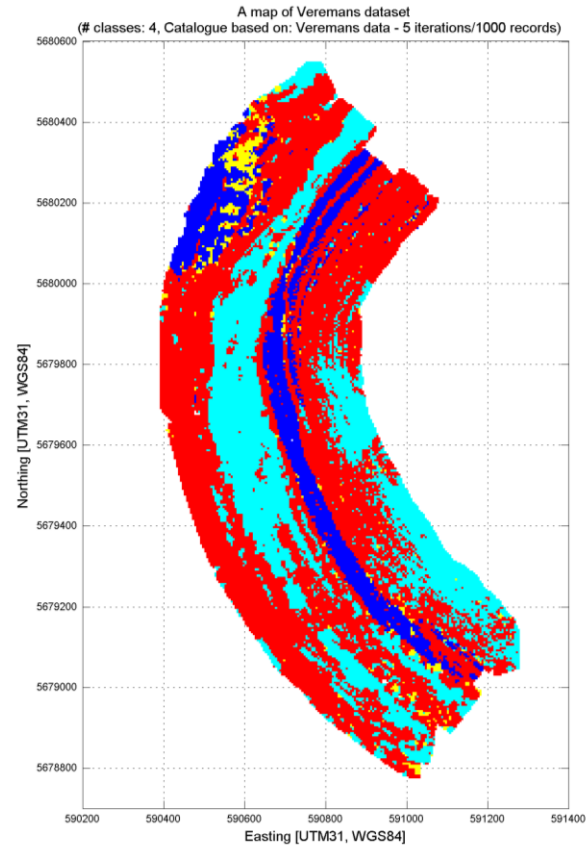 A map of Veremans dataset
(# classes: 4, Catalogue based on: Veremans data - 5 iterations/1000 records)
5680600
5680400
5680200
5680000
5679800
5679600
5679400
5679200
5679000
5678800
Northing [UTM31, WGS84]
590200 590400 590600 590800 591000 591200 591400
Easting [UTM31, WGS84]